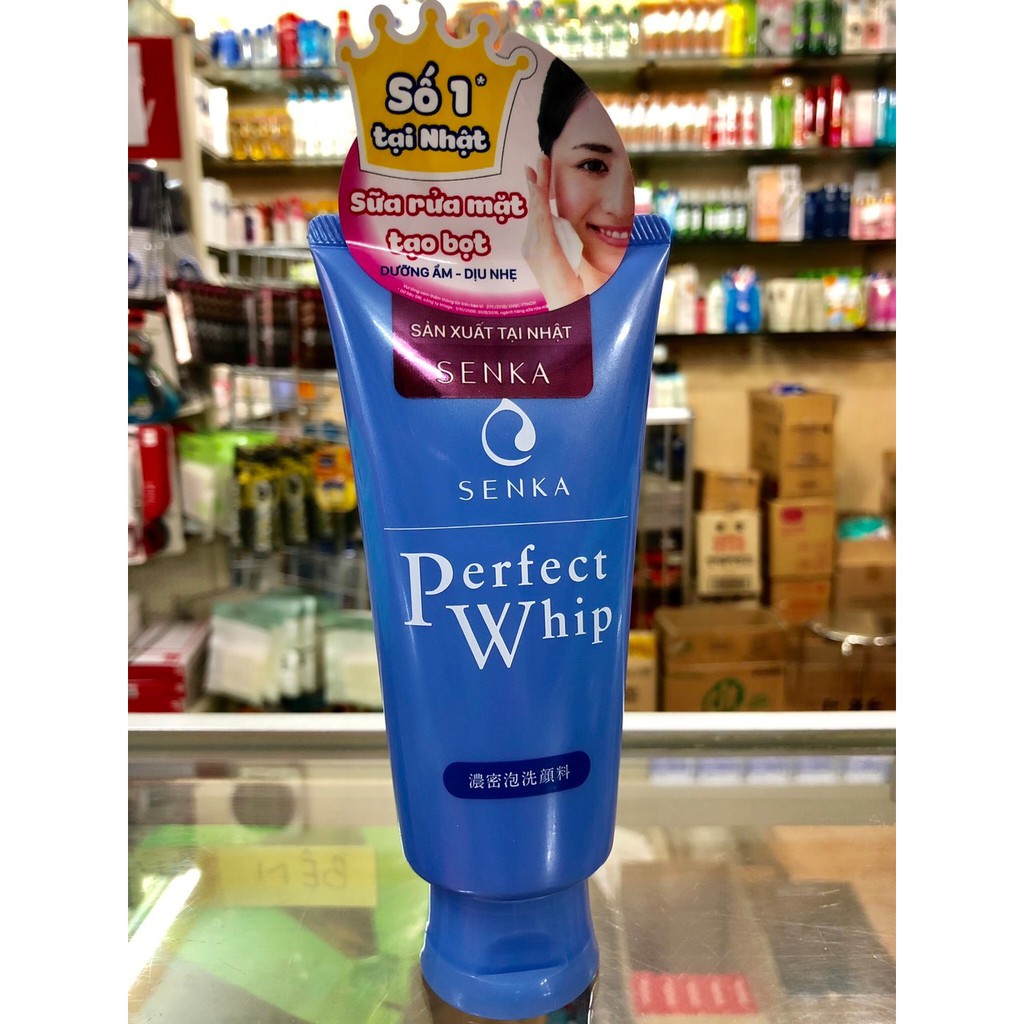 Số 1*
tại Nhật
Sữa rửa mặt
tạo bọt
DƯỠNG ẨM - DỊU NHẸ
SẢN XUẤT TẠI NHẬT
SENKA
SENKA
Perfect
Whip
濃密泡洗顔料